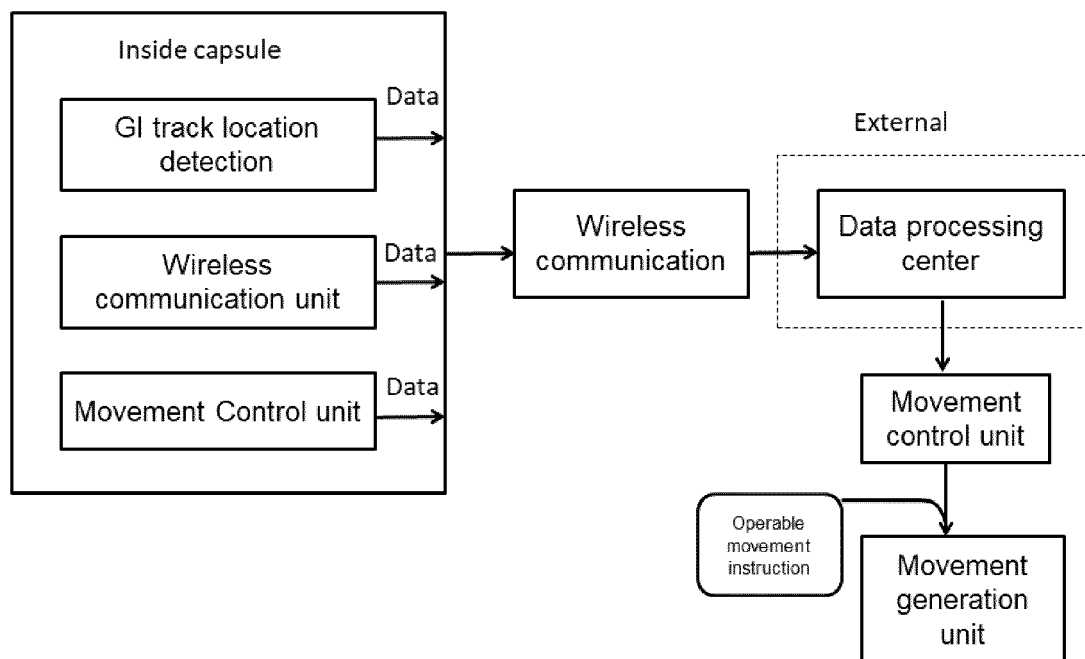 Inside capsule
Data
GI track location
detection
External
Wireless
communication
Data processing
center
Data
Wireless
communication unit
Data
Movement Control unit
Movement
control unit
Operable
movement
instruction
Movement
generation
unit